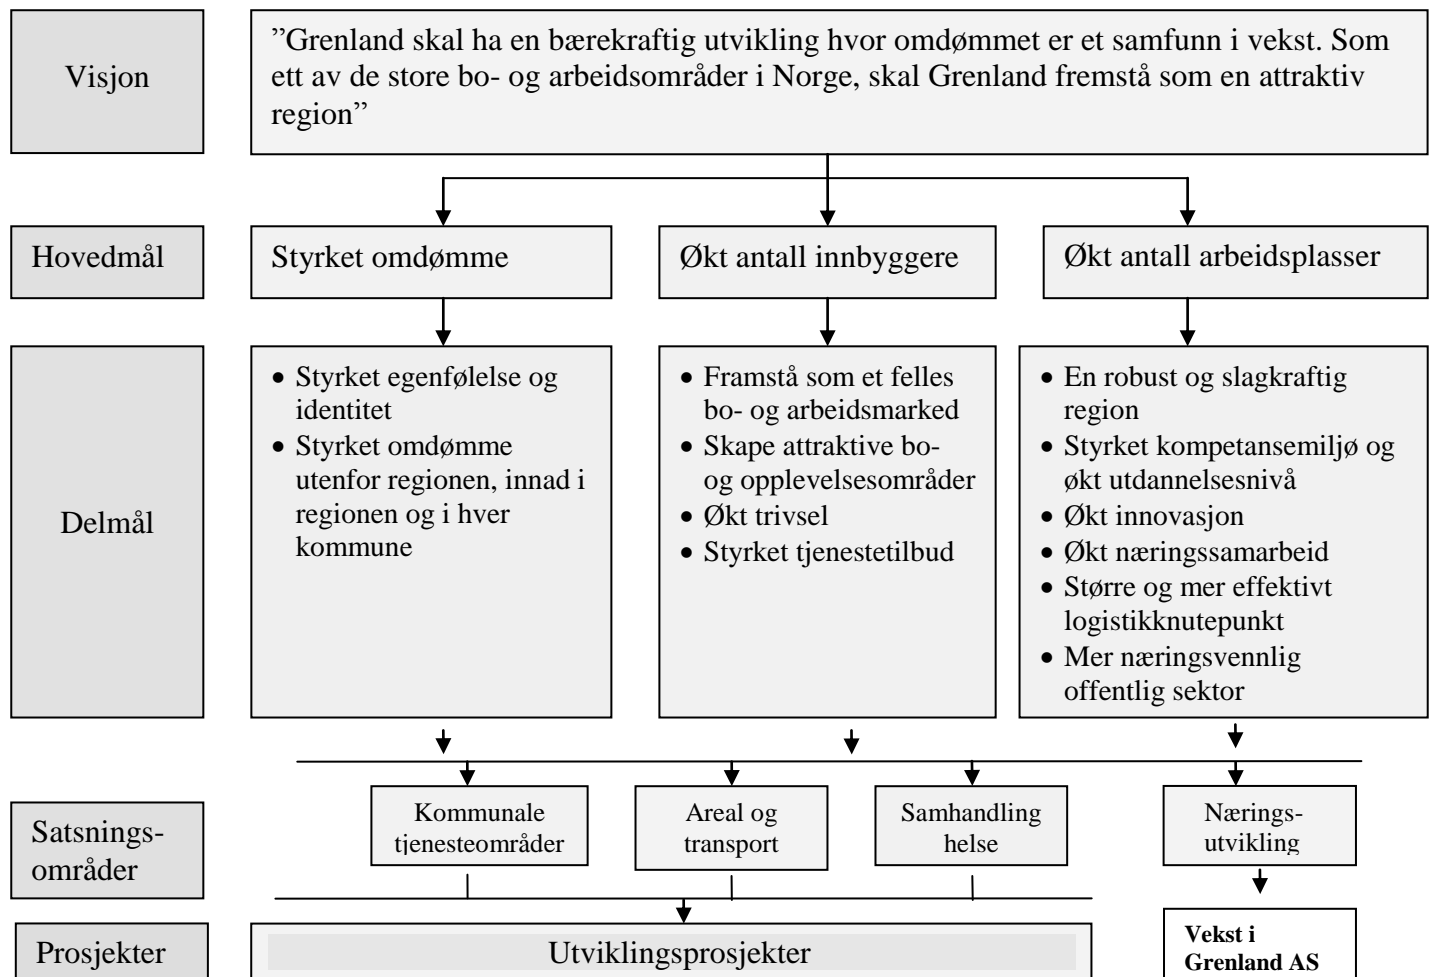 Visjon
”Grenland skal ha en bærekraftig utvikling hvor omdømmet er et samfunn i vekst. Som
ett av de store bo- og arbeidsområder i Norge, skal Grenland fremstå som en attraktiv
region”
Hovedmål
Styrket omdømme
Økt antall innbyggere
Økt antall arbeidsplasser
Delmål
• Styrket egenfølelse og
identitet
• Styrket omdømme
utenfor regionen, innad i
regionen og i hver
kommune
• Framstå som et felles
bo- og arbeidsmarked
• Skape attraktive bo-
og opplevelsesområder
• Økt trivsel
• Styrket tjenestetilbud
• En robust og slagkraftig
region
• Styrket kompetansemiljø og
økt utdannelsesnivå
• Økt innovasjon
• Økt næringssamarbeid
• Større og mer effektivt
logistikknutepunkt
• Mer næringsvennlig
offentlig sektor
Satsnings-
områder
Kommunale
tjenesteområder
Areal og
transport
Samhandling
helse
Nærings-
utvikling
Prosjekter
Utviklingsprosjekter
Vekst i
Grenland AS